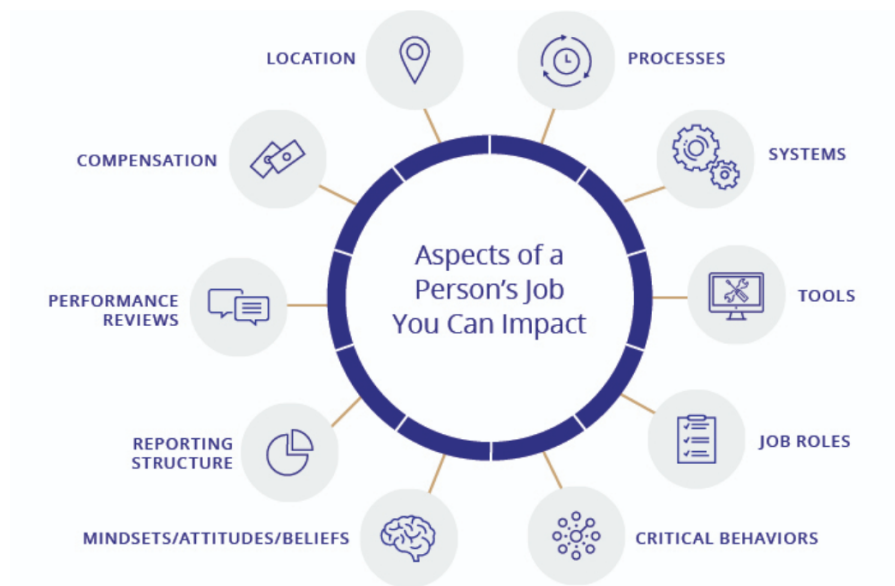 Aspects of a
Person's Job
You Can Impact
PROCESSES
SYSTEMS
TOOLS
JOB ROLES
CRITICAL BEHAVIORS
MINDSETS/ATTITUDES/BELIEFS
REPORTING
STRUCTURE
PERFORMANCE
REVIEWS
COMPENSATION
LOCATION